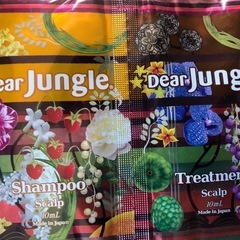 Dear Jungle
Shampoo
Scalp
10mL
Made in Japan
Dear Jungl
Treatmen
Scalp
10mL
Made in Japan